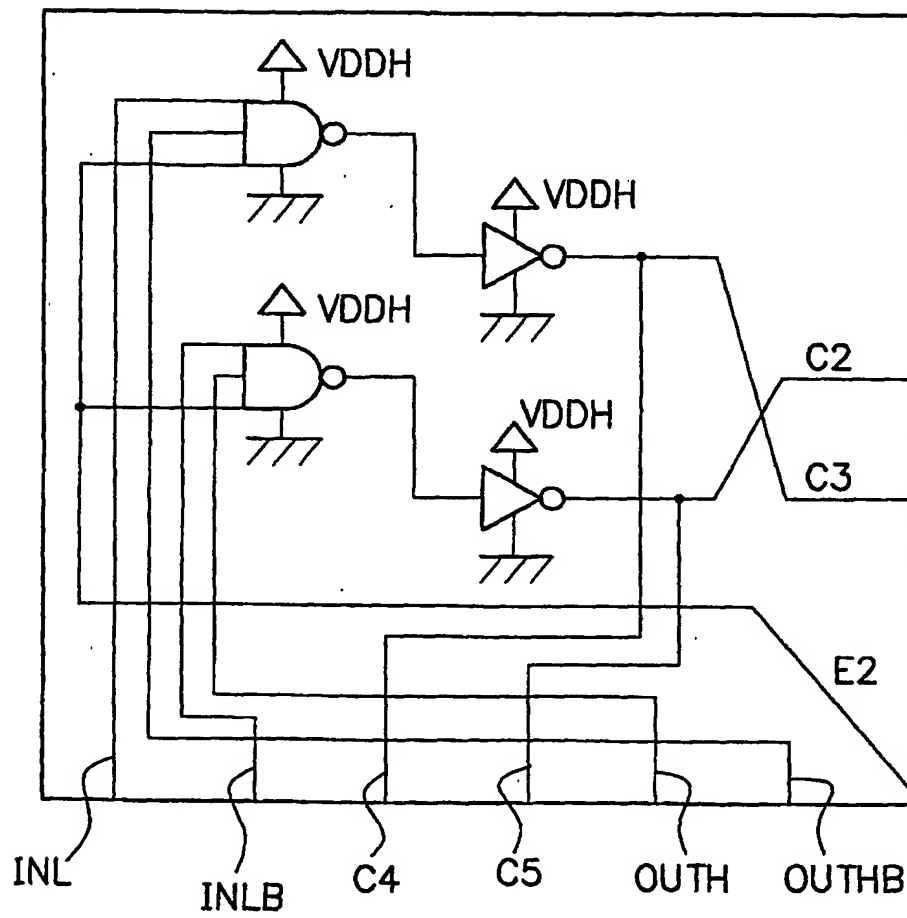 VDDH
VDDH
VDDH
C2
VDDH
C3
E2
INL
INLB
C4
C5
OUTH
OUTHB